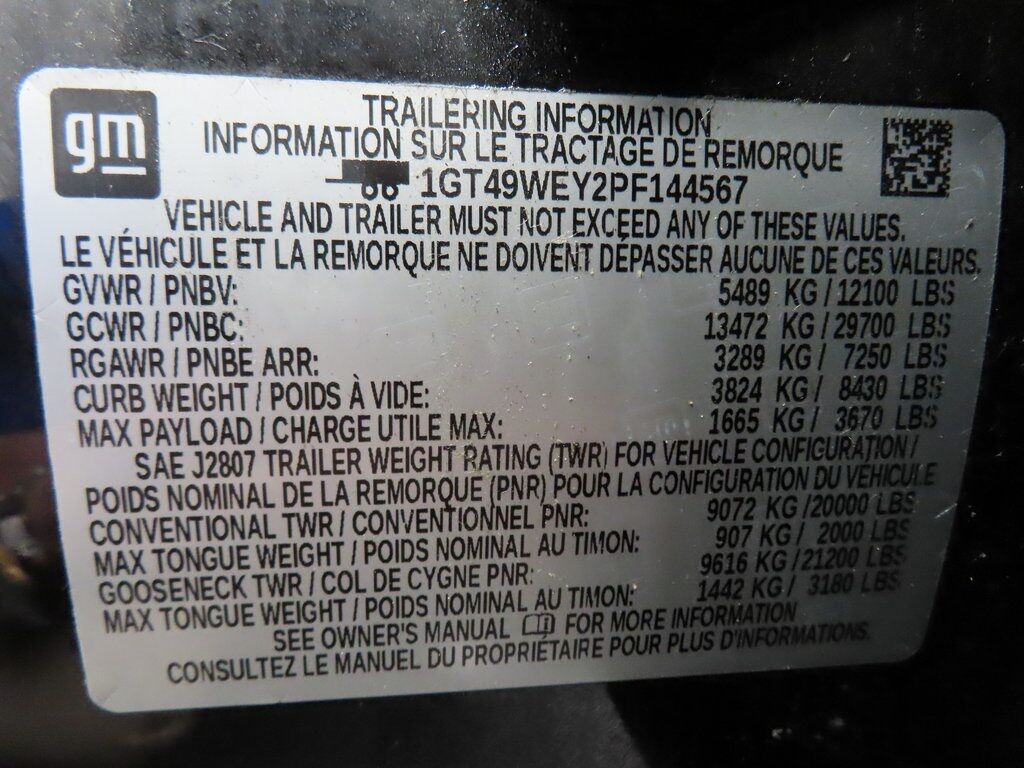 gm
TRAILERING INFORMATION
INFORMATION SUR LE TRACTAGE DE REMORQUE
1GT49WEY2PF144567
VEHICLE AND TRAILER MUST NOT EXCEED ANY OF THESE VALUES.
LE VÉHICULE ET LA REMORQUE NE DOIVENT DÉPASSER AUCUNE DE CES VALEURS.
GVWR / PNBV: 5489 KG / 12100 LBS
GCWR / PNBC: 13472 KG / 29700 LBS
RGAWR / PNBE ARR: 3289 KG / 7250 LBS
CURB WEIGHT / POIDS À VIDE: 3824 KG / 8430 LBS
MAX PAYLOAD / CHARGE UTILE MAX: 1665 KG / 3670 LBS
SAE J2807 TRAILER WEIGHT RATING (TWR) FOR VEHICLE CONFIGURATION /
POIDS NOMINAL DE LA REMORQUE (PNR) POUR LA CONFIGURATION DU VÉHICULE
CONVENTIONAL TWR / CONVENTIONNEL PNR: 9072 KG / 20000 LBS
MAX TONGUE WEIGHT / POIDS NOMINAL AU TIMON: 907 KG / 2000 LBS
GOOSENECK TWR / COL DE CYGNE PNR: 9616 KG / 21200 LBS
MAX TONGUE WEIGHT / POIDS NOMINAL AU TIMON: 1442 KG / 3180 LBS
SEE OWNER'S MANUAL FOR MORE INFORMATION
CONSULTEZ LE MANUEL DU PROPRIÉTAIRE POUR PLUS D'INFORMATIONS.